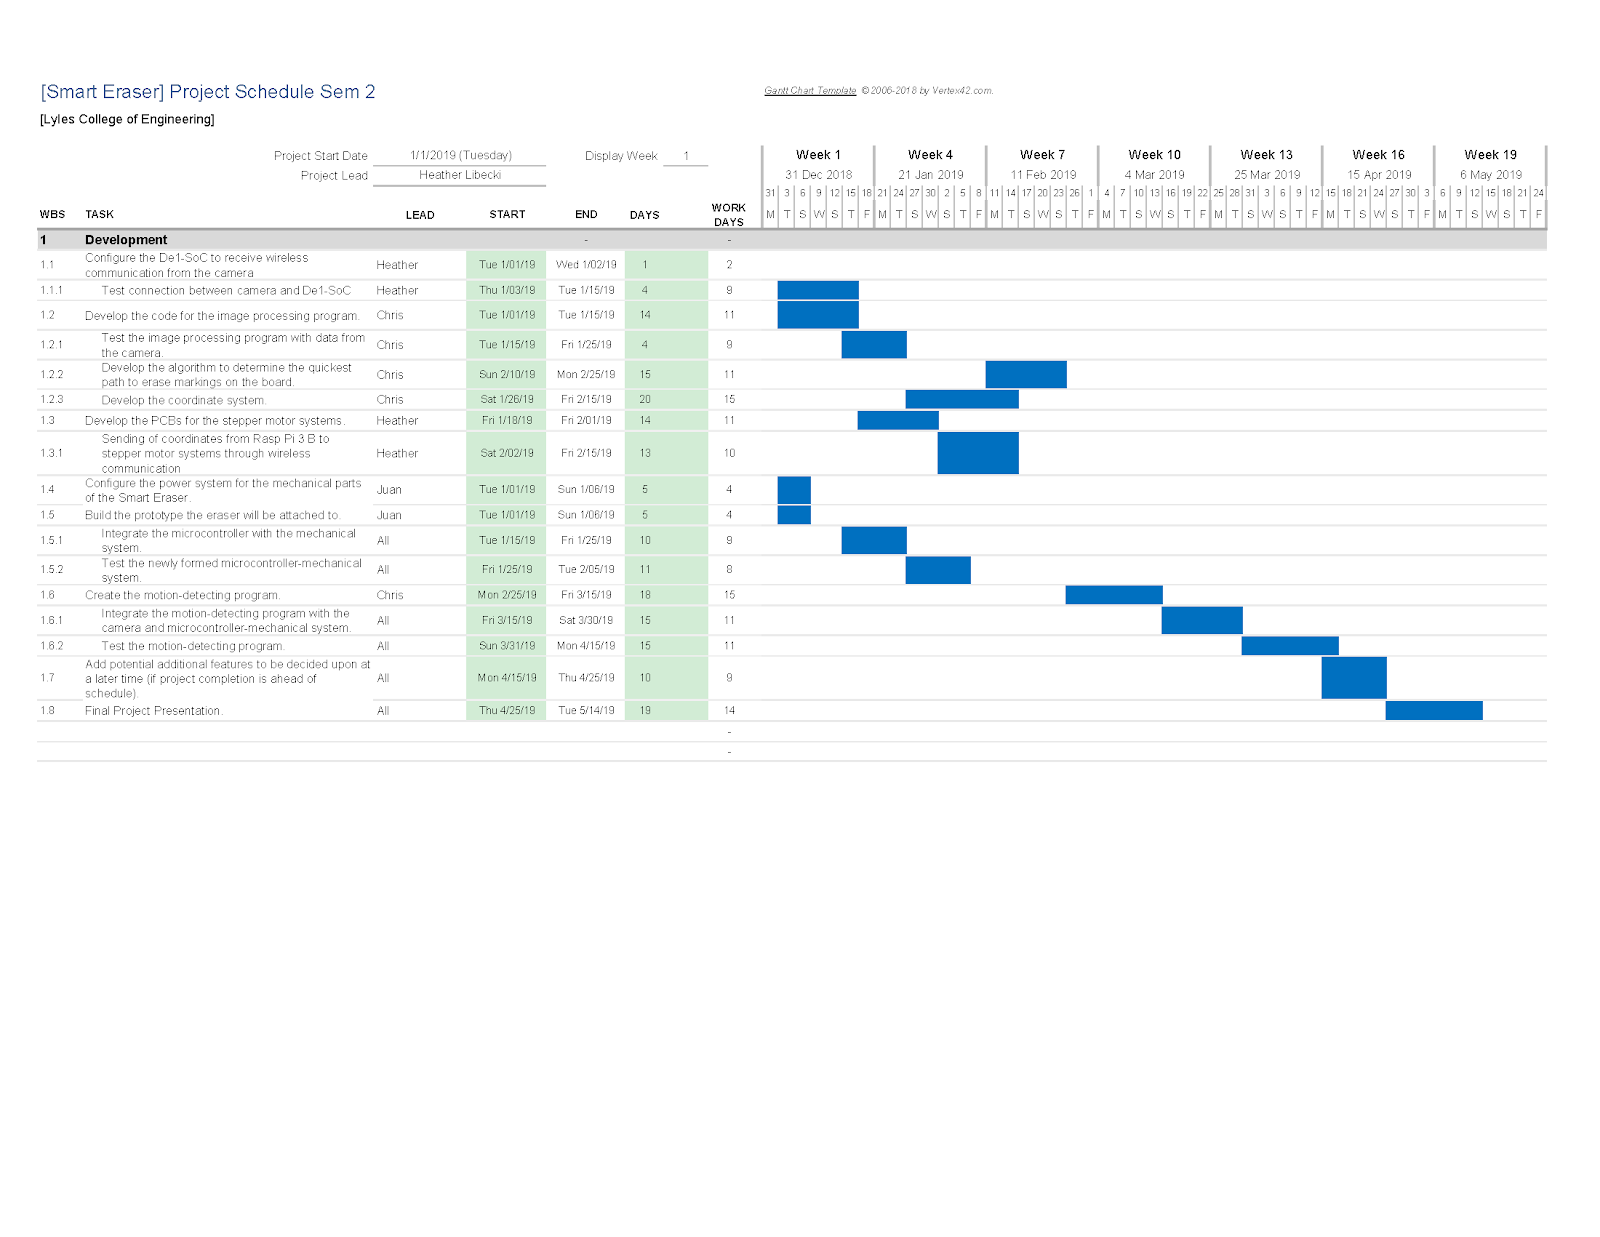 [Smart Eraser] Project Schedule Sem 2
Gantt Chart Template © 2006-2018 by Vertex42.com.
[Lyles College of Engineering]
Project Start Date 1/1/2019 (Tuesday) Display Week 1
Project Lead Heather Libecki
Week 1 Week 4 Week 7 Week 10 Week 13 Week 16 Week 19
31 Dec 2018 21 Jan 2019 11 Feb 2019 4 Mar 2019 25 Mar 2019 15 Apr 2019 6 May 2019
31 3 6 9 12 15 18 21 24 27 30 2 5 8 11 14 17 20 23 26 1 4 7 10 13 16 19 22 25 28 31 3 6 9 12 15 18 21 24 27 30 3 6 9 12 15 18 21 24
WBS TASK LEAD START END DAYS WORK DAYS M T S W S T F M T S W S T F M T S W S T F M T S W S T F M T S W S T F M T S W S T F M T S W S T F
1 Development - -
1.1 Configure the De1-SoC to receive wireless
communication from the camera Heather Tue 1/01/19 Wed 1/02/19 1 2
1.1.1 Test connection between camera and De1-SoC Heather Thu 1/03/19 Tue 1/15/19 4 9
1.2 Develop the code for the image processing program. Chris Tue 1/01/19 Tue 1/15/19 14 11
1.2.1 Test the image processing program with data from
the camera. Chris Tue 1/15/19 Fri 1/25/19 4 9
1.2.2 Develop the algorithm to determine the quickest
path to erase markings on the board. Chris Sun 2/10/19 Mon 2/25/19 15 11
1.2.3 Develop the coordinate system. Chris Sat 1/26/19 Fri 2/15/19 20 15
1.3 Develop the PCBs for the stepper motor systems. Heather Fri 1/18/19 Fri 2/01/19 14 11
1.3.1 Sending of coordinates from Rasp Pi 3 B to
stepper motor systems through wireless
communication Heather Sat 2/02/19 Fri 2/15/19 13 10
1.4 Configure the power system for the mechanical parts
of the Smart Eraser. Juan Tue 1/01/19 Sun 1/06/19 5 4
1.5 Build the prototype the eraser will be attached to. Juan Tue 1/01/19 Sun 1/06/19 5 4
1.5.1 Integrate the microcontroller with the mechanical
system. All Tue 1/15/19 Fri 1/25/19 10 9
1.5.2 Test the newly formed microcontroller-mechanical
system. All Fri 1/25/19 Tue 2/05/19 11 8
1.6 Create the motion-detecting program. Chris Mon 2/25/19 Fri 3/15/19 18 15
1.6.1 Integrate the motion-detecting program with the
camera and microcontroller-mechanical system. All Fri 3/15/19 Sat 3/30/19 15 11
1.6.2 Test the motion-detecting program. All Sun 3/31/19 Mon 4/15/19 15 11
1.7 Add potential additional features to be decided upon at
a later time (if project completion is ahead of
schedule). All Mon 4/15/19 Thu 4/25/19 10 9
1.8 Final Project Presentation. All Thu 4/25/19 Tue 5/14/19 19 14
-
-